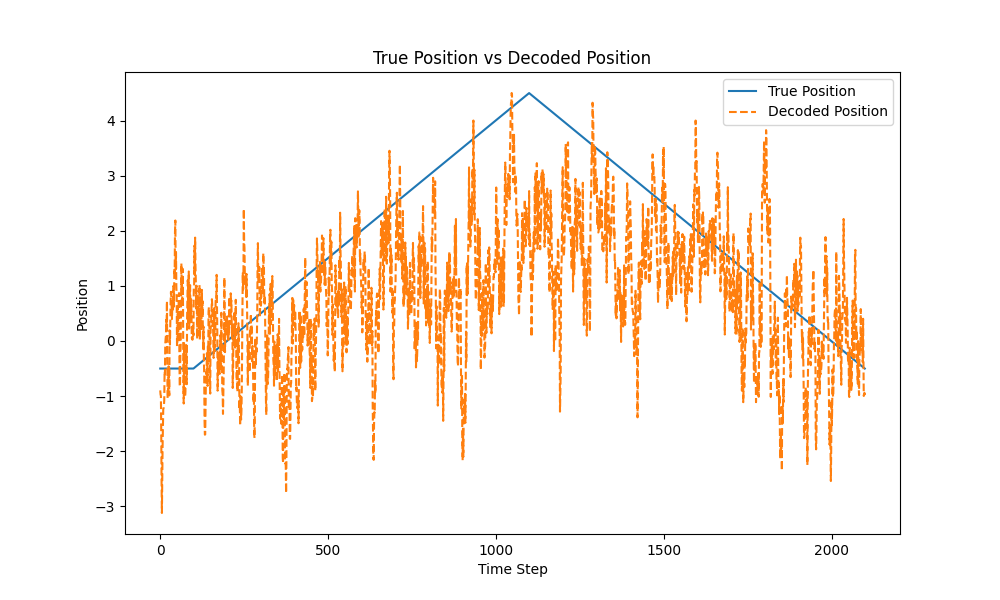 True Position vs Decoded Position
True Position
Decoded Position
Position
4
3
2
1
0
−1
−2
−3
0 500 1000 1500 2000
Time Step